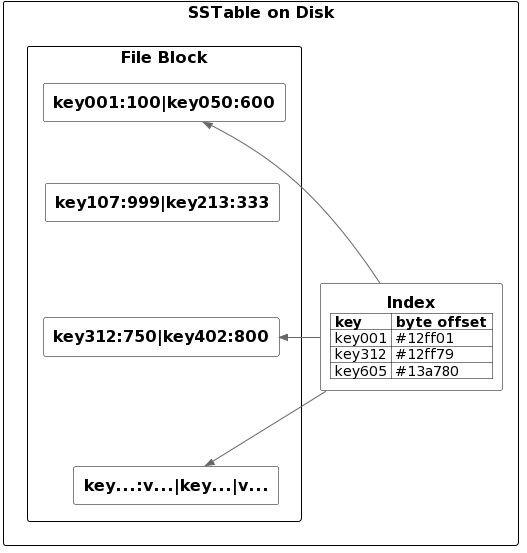 SSTable on Disk
File Block
key001:100|key050:600
key107:999|key213:333
key312:750|key402:800
key...:v...|key...|v...
Index
key byte offset
key001 #12ff01
key312 #12ff79
key605 #13a780